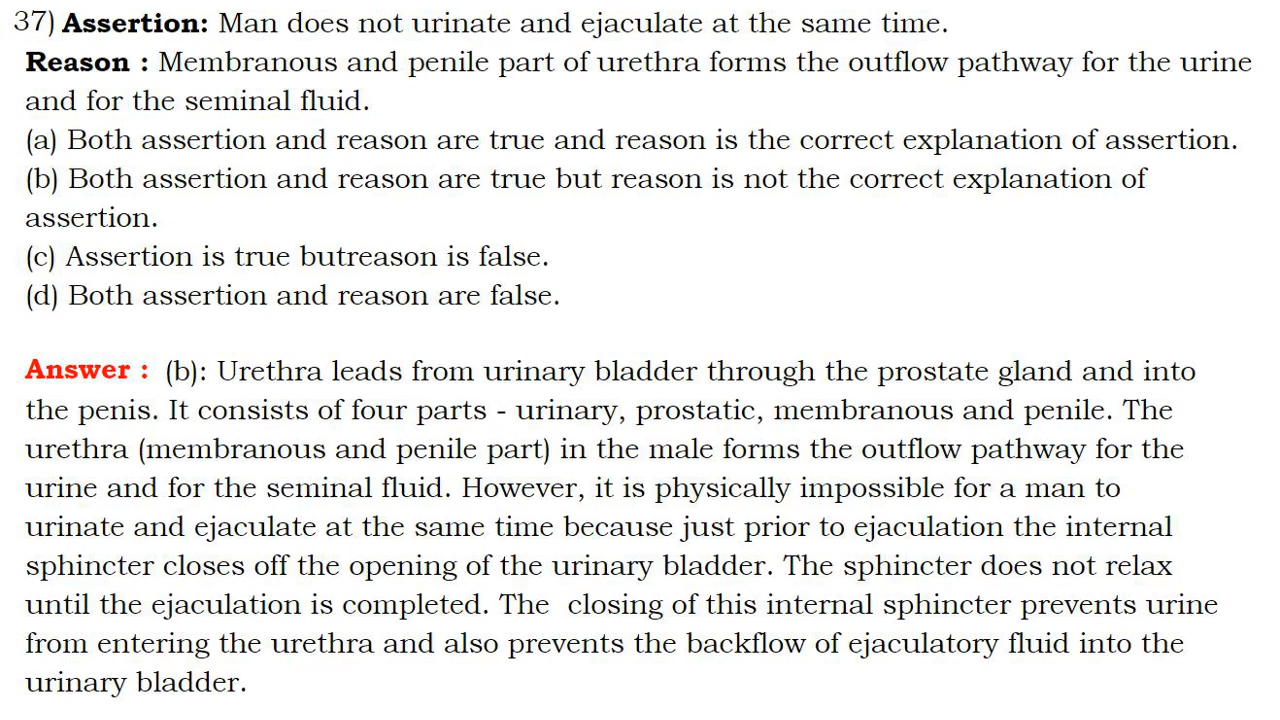 37) Assertion: Man does not urinate and ejaculate at the same time.
Reason : Membranous and penile part of urethra forms the outflow pathway for the urine
and for the seminal fluid.
(a) Both assertion and reason are true and reason is the correct explanation of assertion.
(b) Both assertion and reason are true but reason is not the correct explanation of
assertion.
(c) Assertion is true butreason is false.
(d) Both assertion and reason are false.
Answer : (b): Urethra leads from urinary bladder through the prostate gland and into
the penis. It consists of four parts - urinary, prostatic, membranous and penile. The
urethra (membranous and penile part) in the male forms the outflow pathway for the
urine and for the seminal fluid. However, it is physically impossible for a man to
urinate and ejaculate at the same time because just prior to ejaculation the internal
sphincter closes off the opening of the urinary bladder. The sphincter does not relax
until the ejaculation is completed. The  closing of this internal sphincter prevents urine
from entering the urethra and also prevents the backflow of ejaculatory fluid into the
urinary bladder.